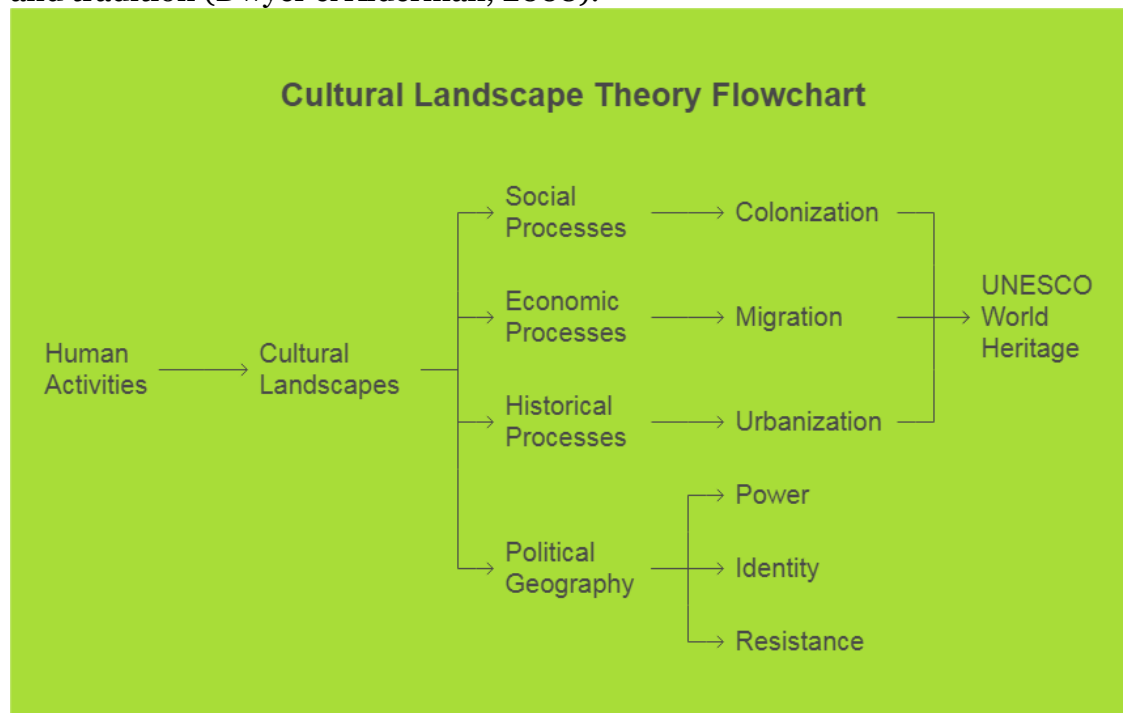 Cultural Landscape Theory Flowchart
Social
Processes
Colonization
Economic
Processes
Migration
UNESCO
World
Heritage
Human
Activities
Cultural
Landscapes
Historical
Processes
Urbanization
Power
Political
Geography
Identity
Resistance